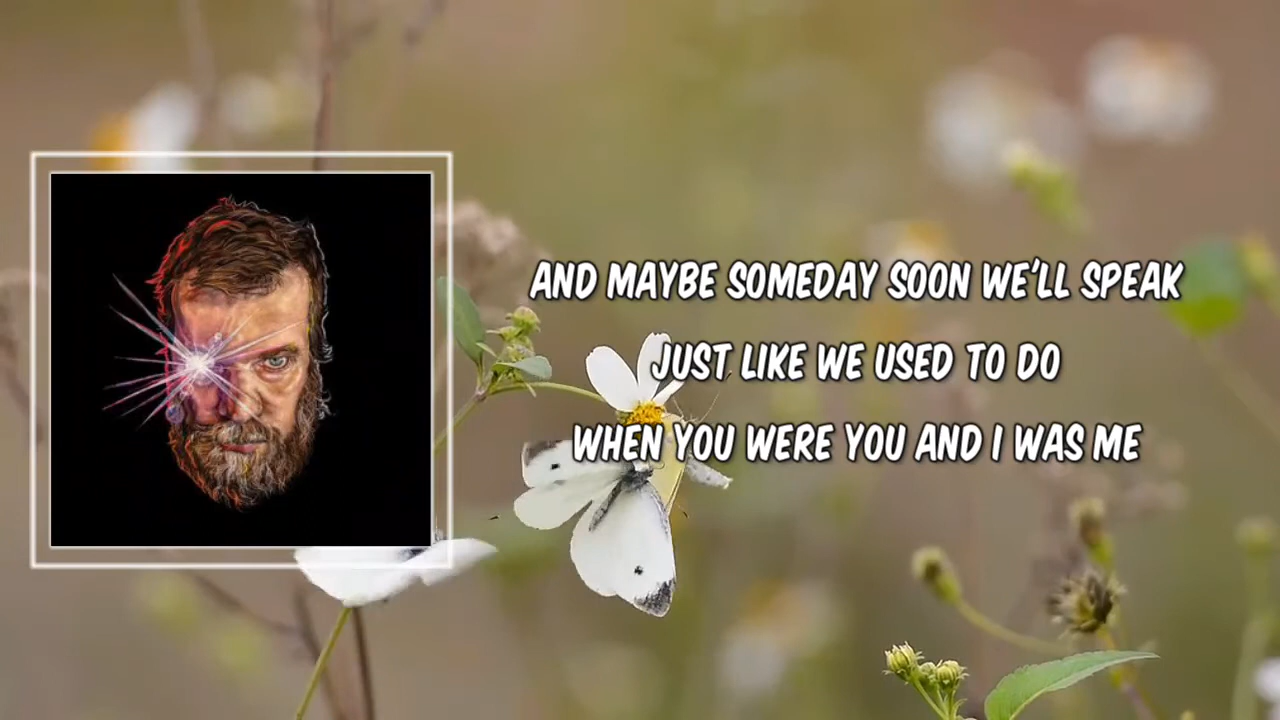 AND MAYBE SOMEDAY SOON WE'LL SPEAK
JUST LIKE WE USED TO DO
WHEN YOU WERE YOU AND I WAS ME